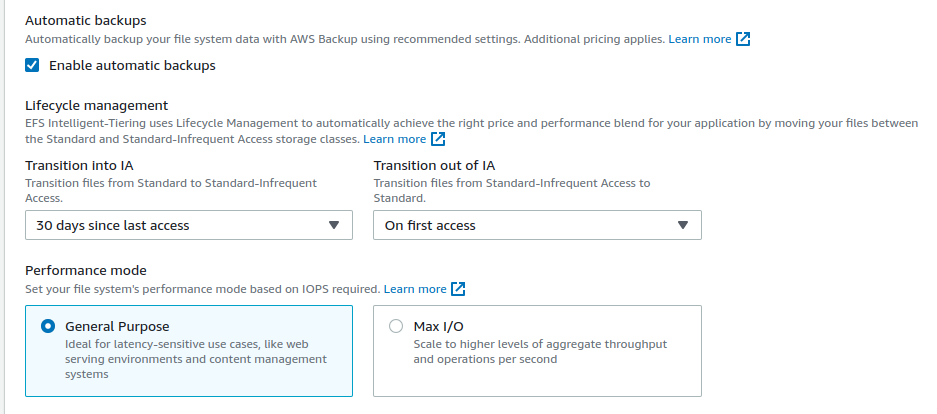 Automatic backups
Automatically backup your file system data with AWS Backup using recommended settings. Additional pricing applies. Learn more
Enable automatic backups
Lifecycle management
EFS Intelligent-Tiering uses Lifecycle Management to automatically achieve the right price and performance blend for your application by moving your files between
the Standard and Standard-Infrequent Access storage classes. Learn more
Transition into IA
Transition files from Standard to Standard-Infrequent
Access.
30 days since last access
Transition out of IA
Transition files from Standard-Infrequent Access to
Standard.
On first access
Performance mode
Set your file system's performance mode based on IOPS required. Learn more
General Purpose
Ideal for latency-sensitive use cases, like web
serving environments and content management
systems
Max I/O
Scale to higher levels of aggregate throughput
and operations per second